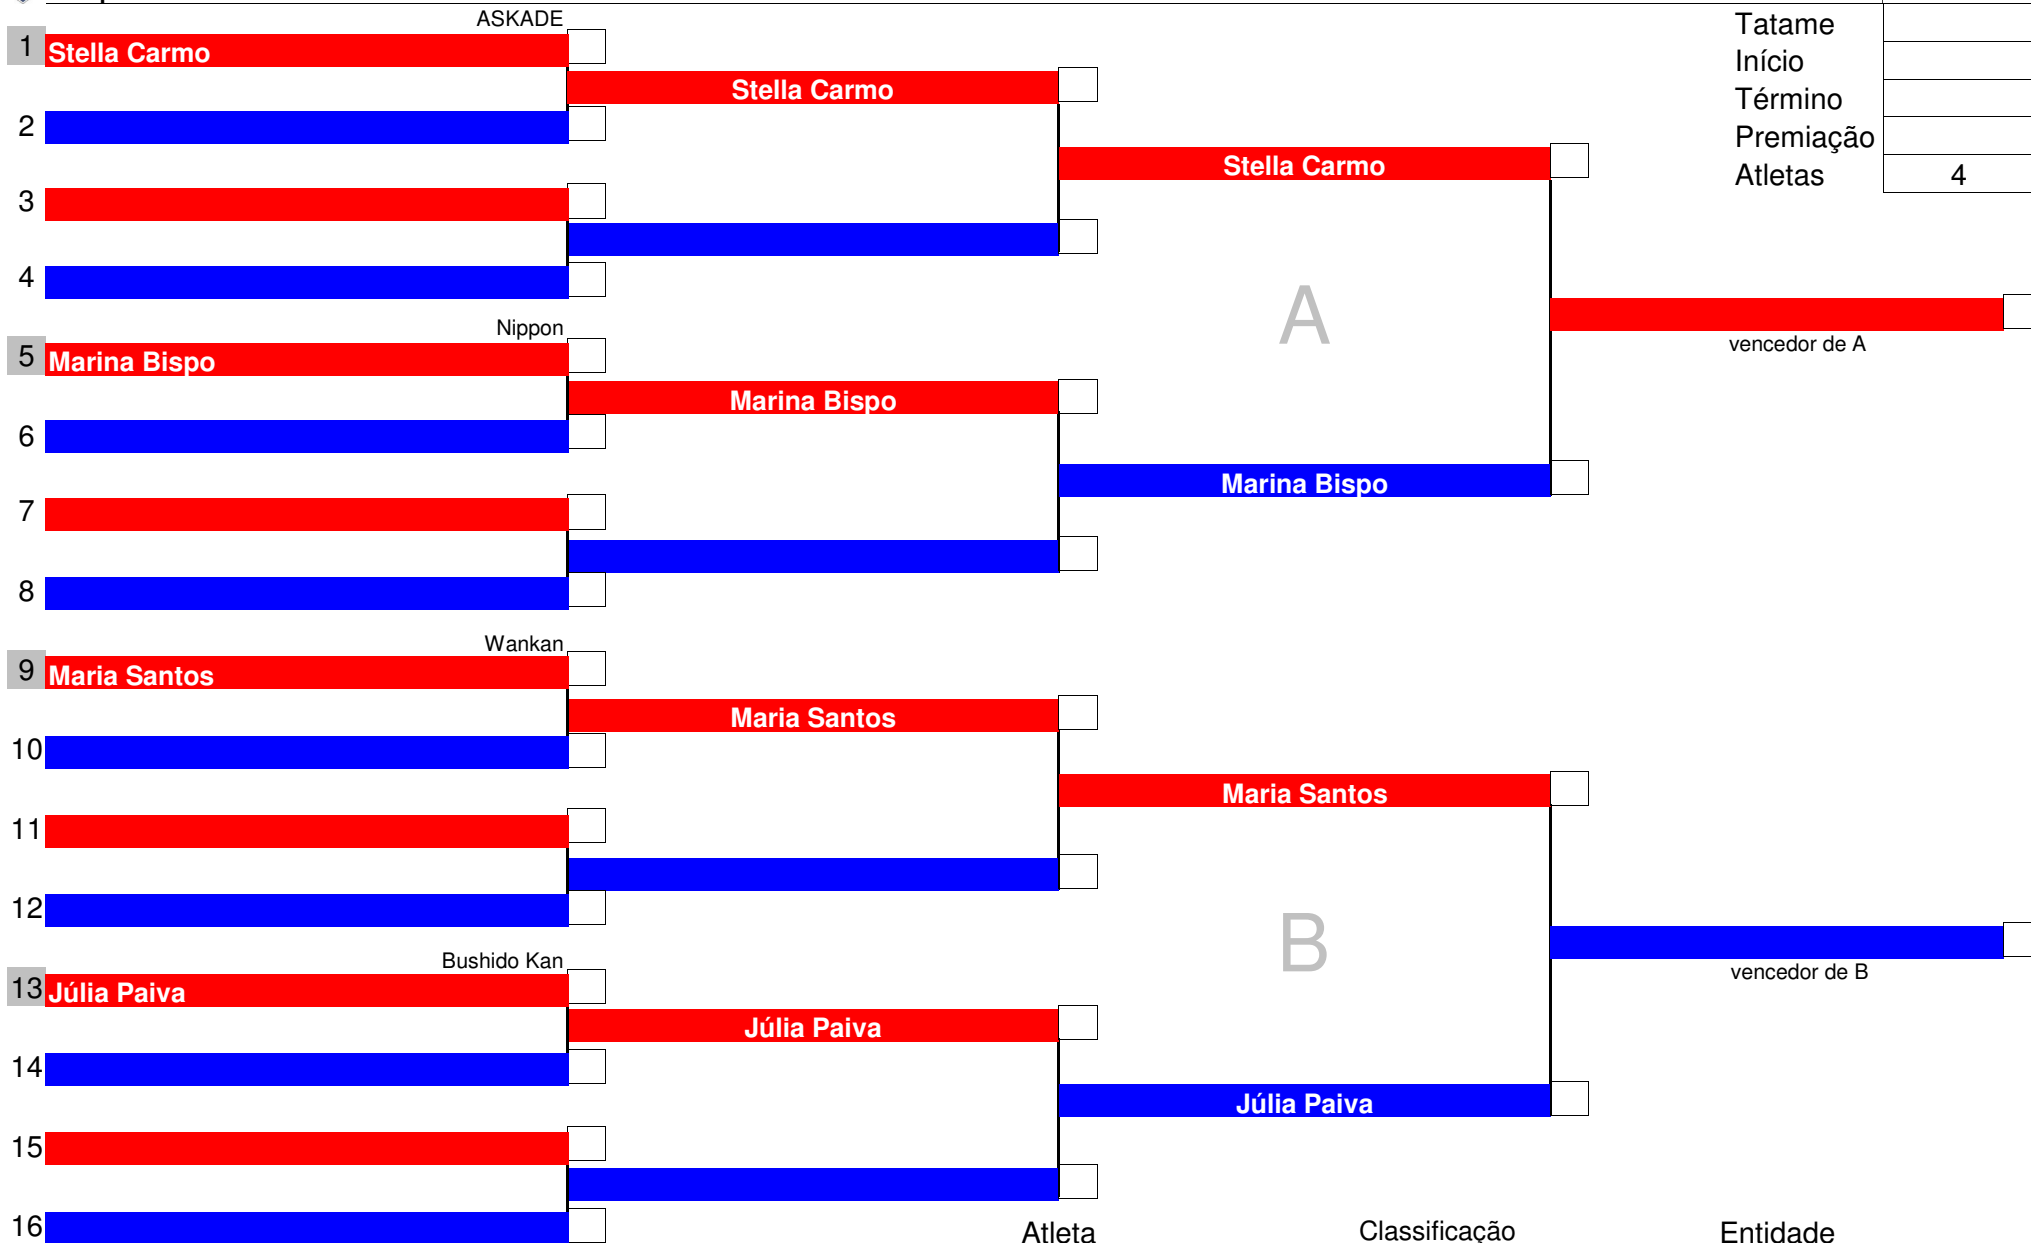 ASKADE
1 Stella Carmo
Stella Carmo
2
Stella Carmo
3
4
Nippon
5 Marina Bispo
Marina Bispo
6
Marina Bispo
7
8
A
vencedor de A
Tatame
Início
Término
Premiação
Atletas 4
Wankan
9 Maria Santos
Maria Santos
10
Maria Santos
11
12
Bushido Kan
13 Júlia Paiva
Júlia Paiva
14
Júlia Paiva
15
16
B
vencedor de B
Atleta Classificação Entidade